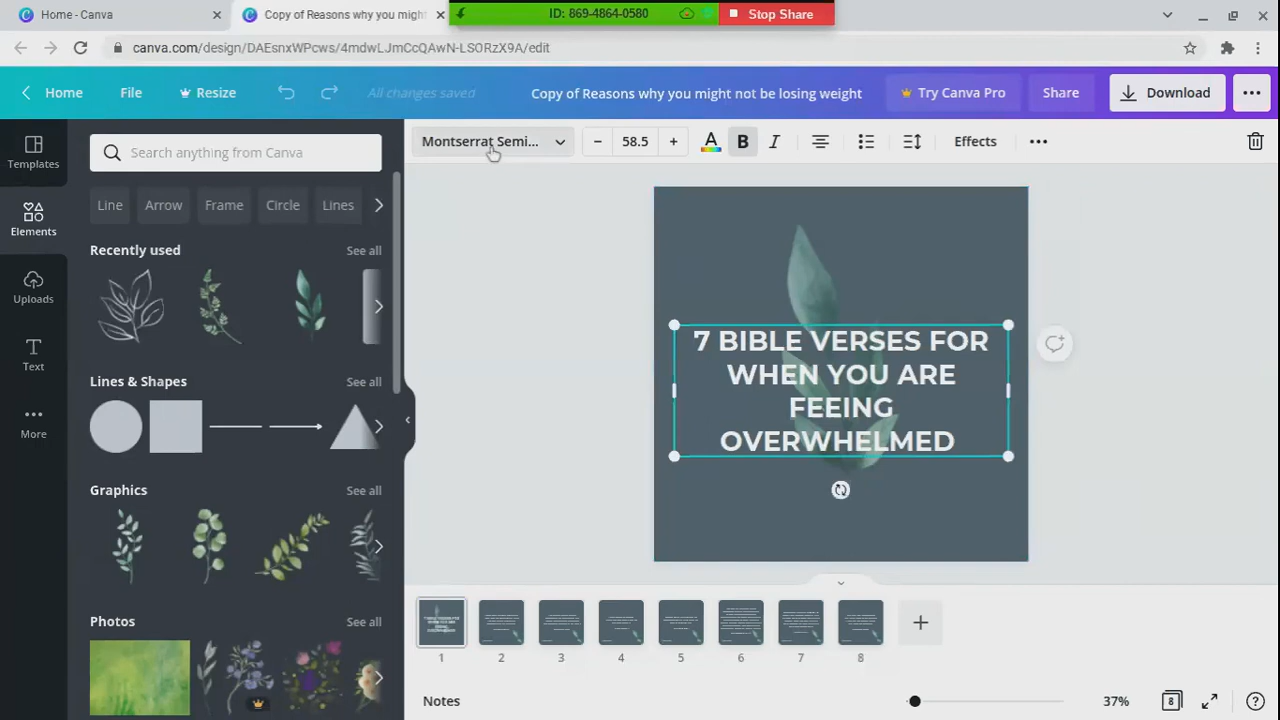 Home - Canva
Copy of Reasons why you migh
ID: 869-4864-0580
Stop Share
canva.com/design/DAEsnxWPcws/4mdwLJmCcQAwN-LSORzX9A/edit
Home
File
Resize
All changes saved
Copy of Reasons why you might not be losing weight
Try Canva Pro
Share
Download
Templates
Elements
Uploads
Text
More
Search anything from Canva
Line
Arrow
Frame
Circle
Lines
Recently used
See all
Lines & Shapes
See all
Graphics
See all
Photos
See all
Montserrat Semi...
58.5
A
B
I
Effects
7 BIBLE VERSES FOR
WHEN YOU ARE
FEEING
OVERWHELMED
1
2
3
4
5
6
7
8
Notes
37%
8